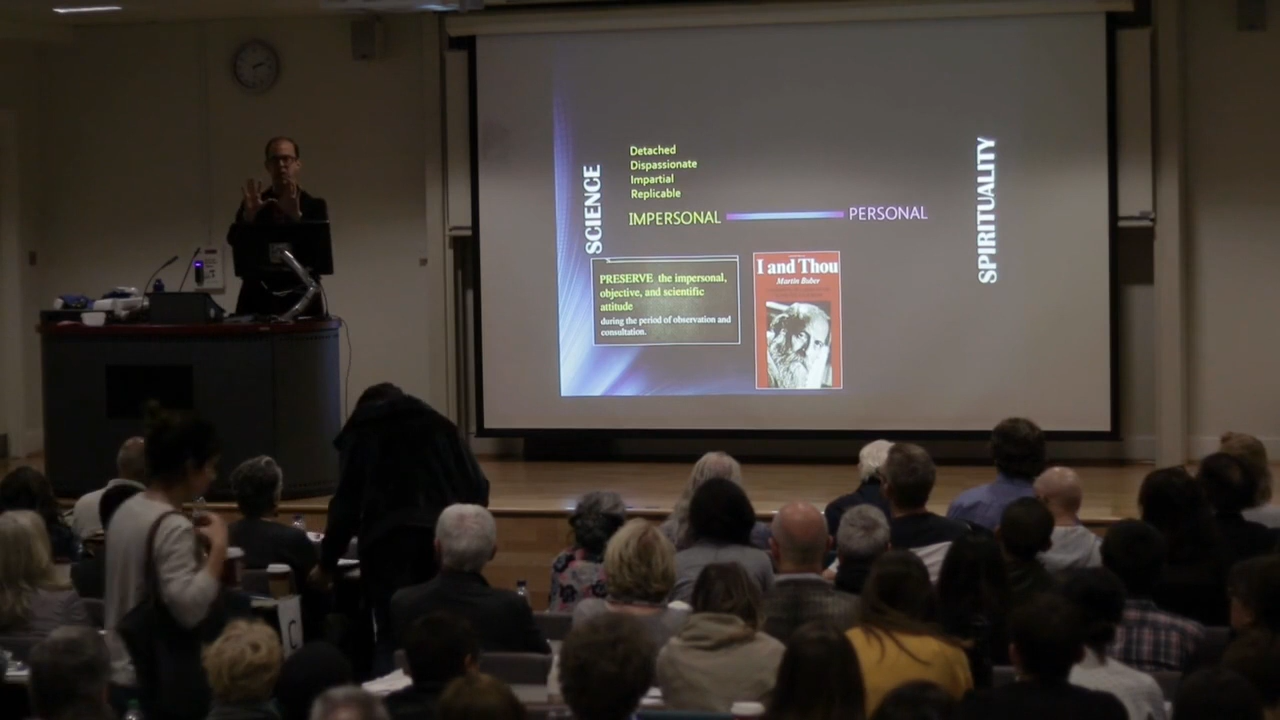 SCIENCE
Detached
Dispassionate
Impartial
Replicable
IMPERSONAL
PERSONAL
SPIRITUALITY
PRESERVE the impersonal,
objective, and scientific
attitude
during the period of observation and
consultation.
I and Thou
Martin Buber